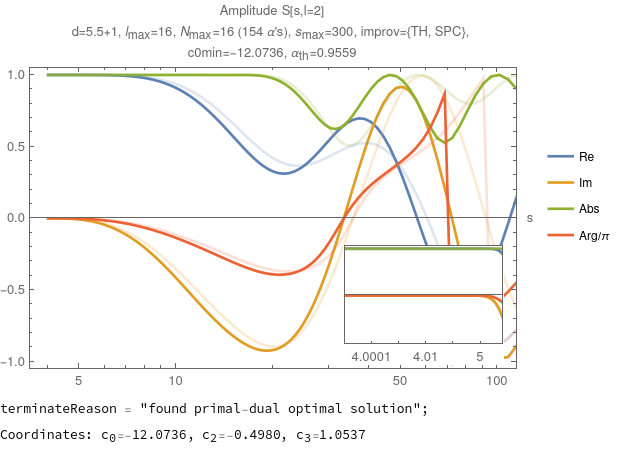 Amplitude S[s,l=2]
d=5.5+1, lmax=16, Nmax=16 (154 α's), smax=300, improv={TH, SPC},
c0min=-12.0736, αth=0.9559
1.0
0.5
0.0
-0.5
-1.0
s
5 10 50 100
4.0001 4.01 5
Re
Im
Abs
Arg/π
terminateReason = "found primal-dual optimal solution";
Coordinates: c0=-12.0736, c2=-0.4980, c3=1.0537